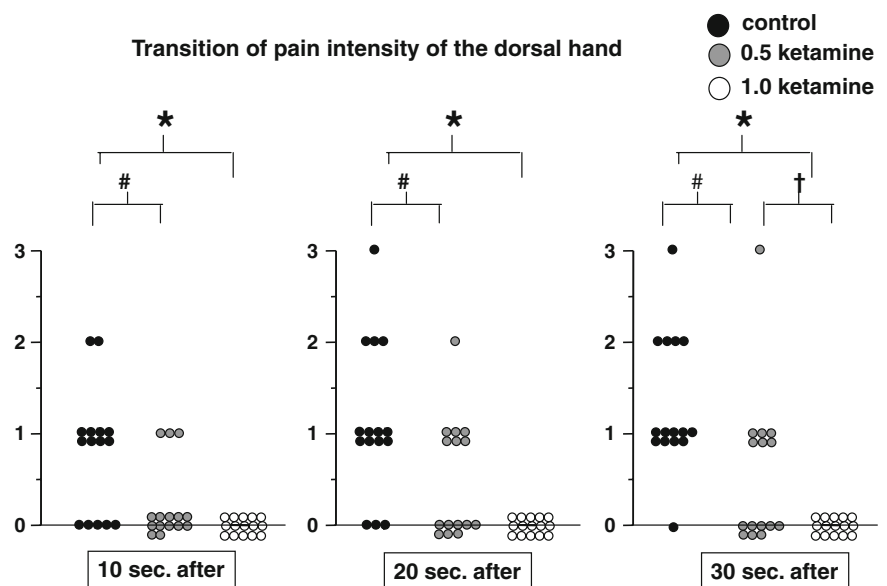 Transition of pain intensity of the dorsal hand
control
0.5 ketamine
1.0 ketamine
* * *
# # # †
3 3 3
2 2 2
1 1 1
0 0 0
10 sec. after 20 sec. after 30 sec. after